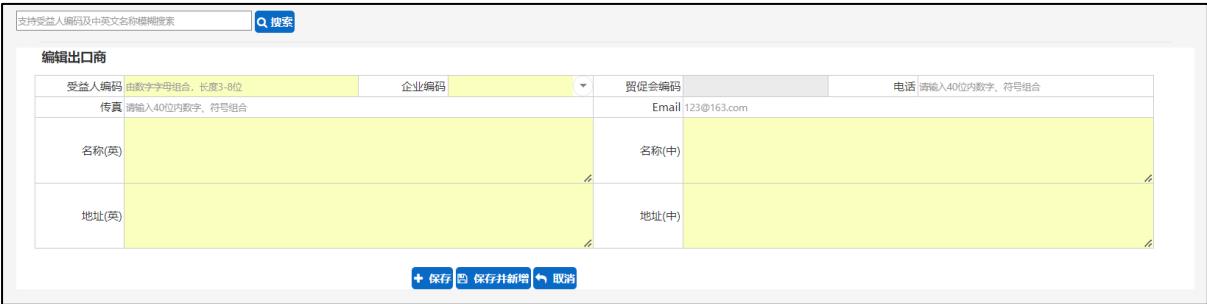 支持受益人编码及中英文名称模糊搜索 搜索
编辑出口商
受益人编码 由数字字母组合，长度3-8位 企业编码 贸促会编码 电话 请输入40位内数字、符号组合
传真 请输入40位内数字、符号组合 Email 123@163.com
名称(英) 名称(中)
地址(英) 地址(中)
保存 保存并新增 取消